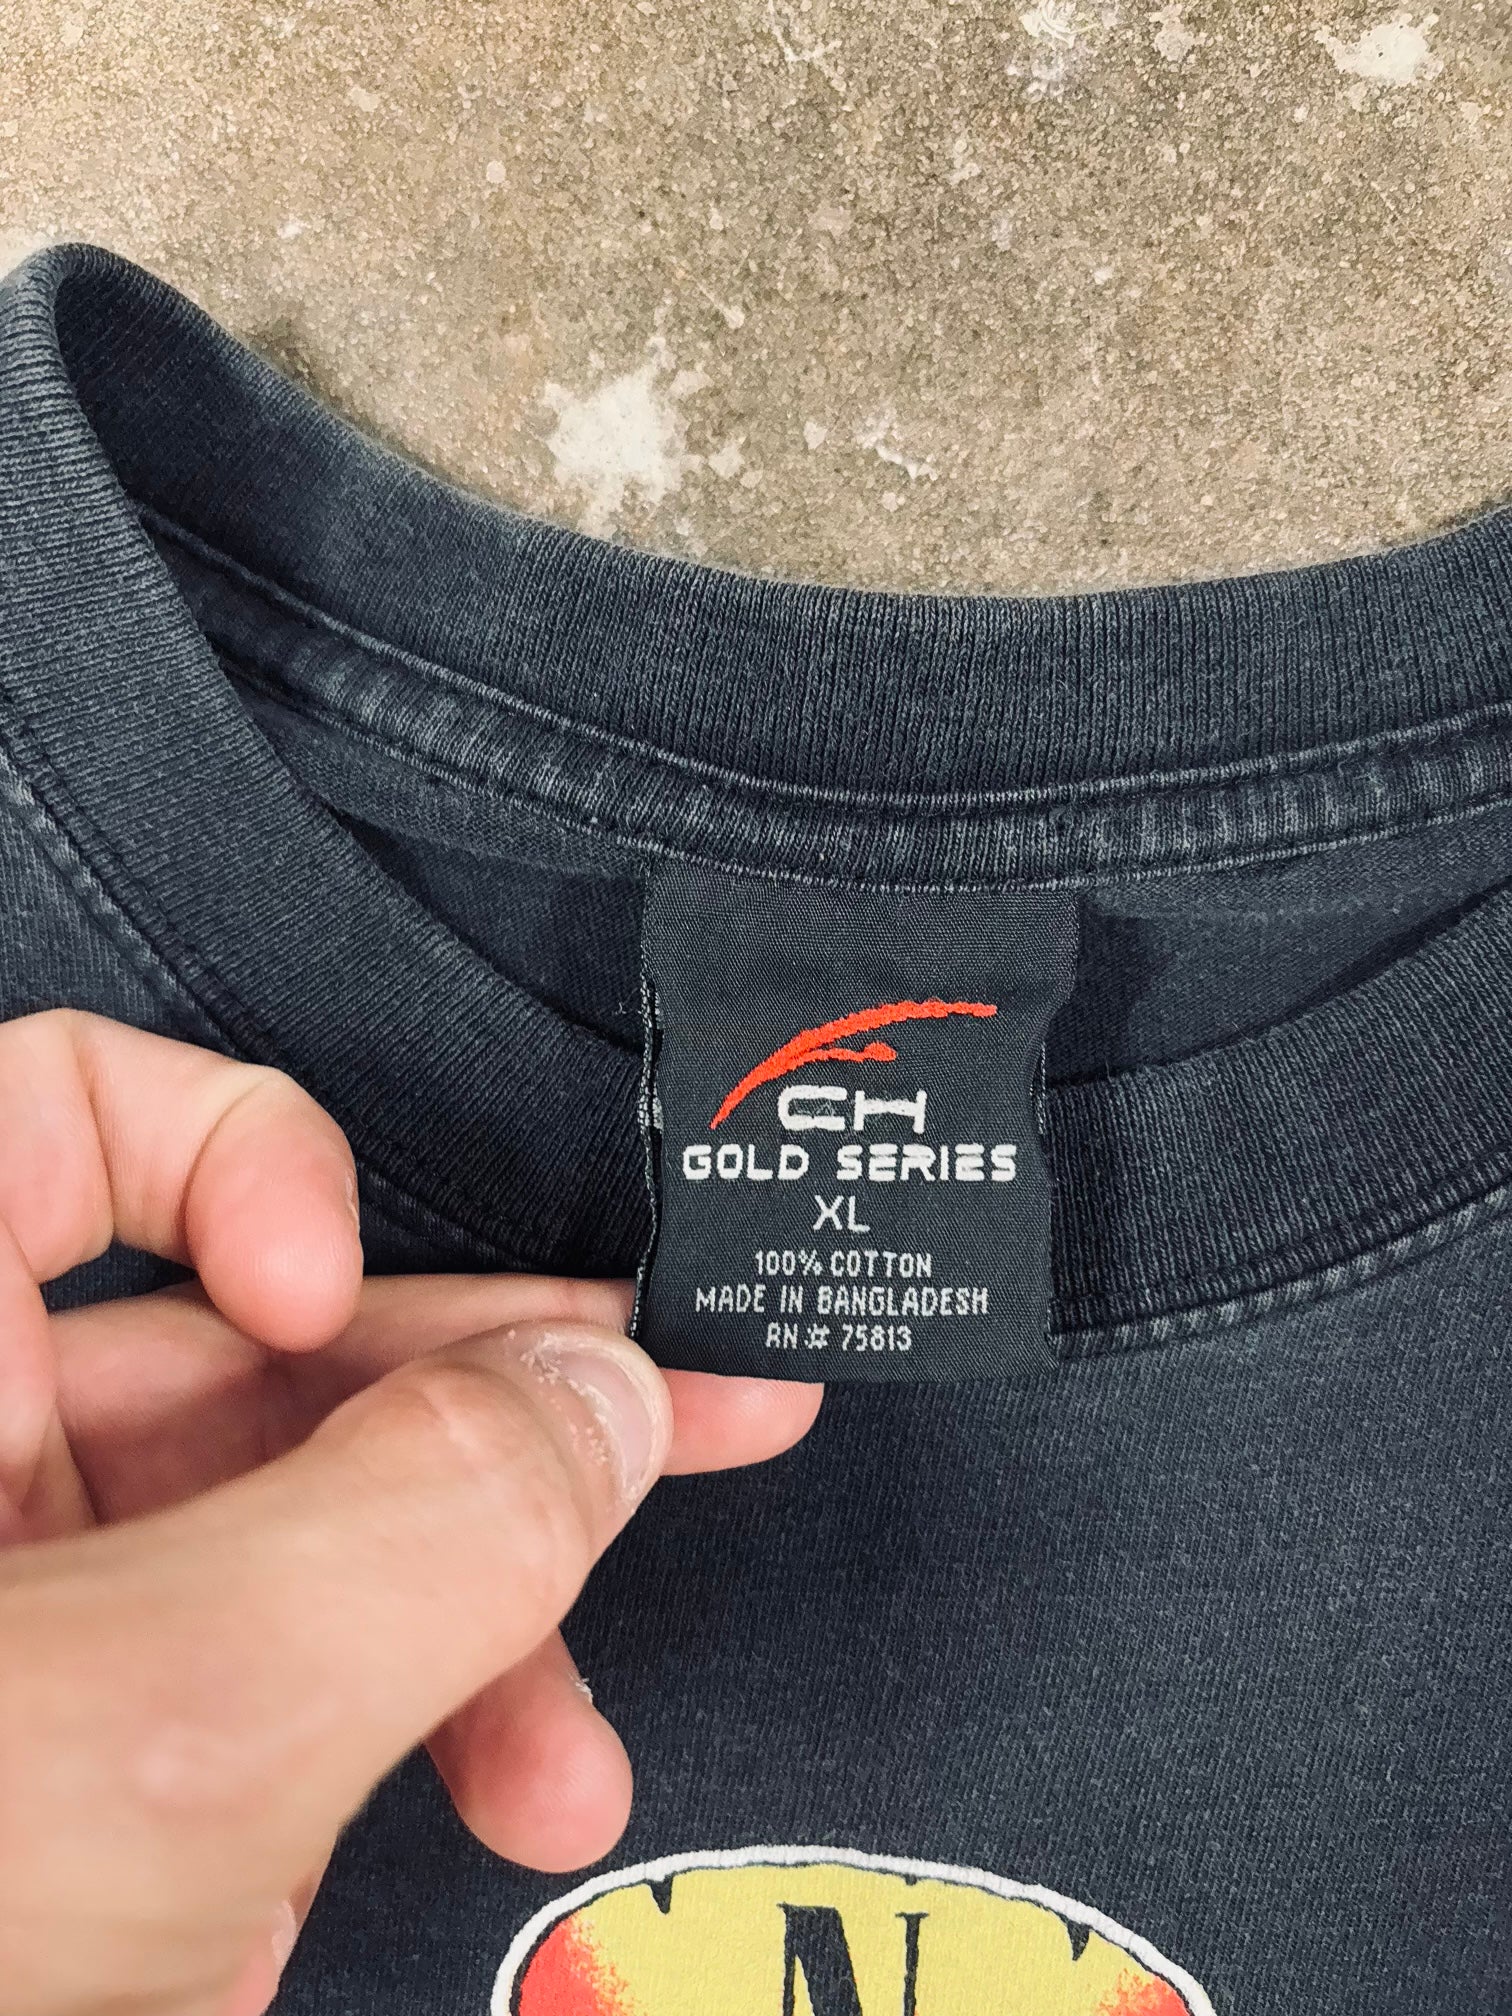 CH
GOLD SERIES
XL
100% COTTON
MADE IN BANGLADESH
RN # 75813
N